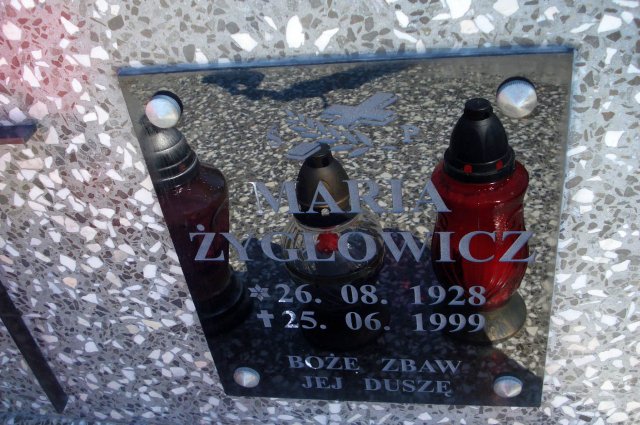 Ś P
MARIA
ŻYGŁOWICZ
26. 08. 1928
25. 06. 1999
BOŻE ZBAW
JEJ DUSZĘ